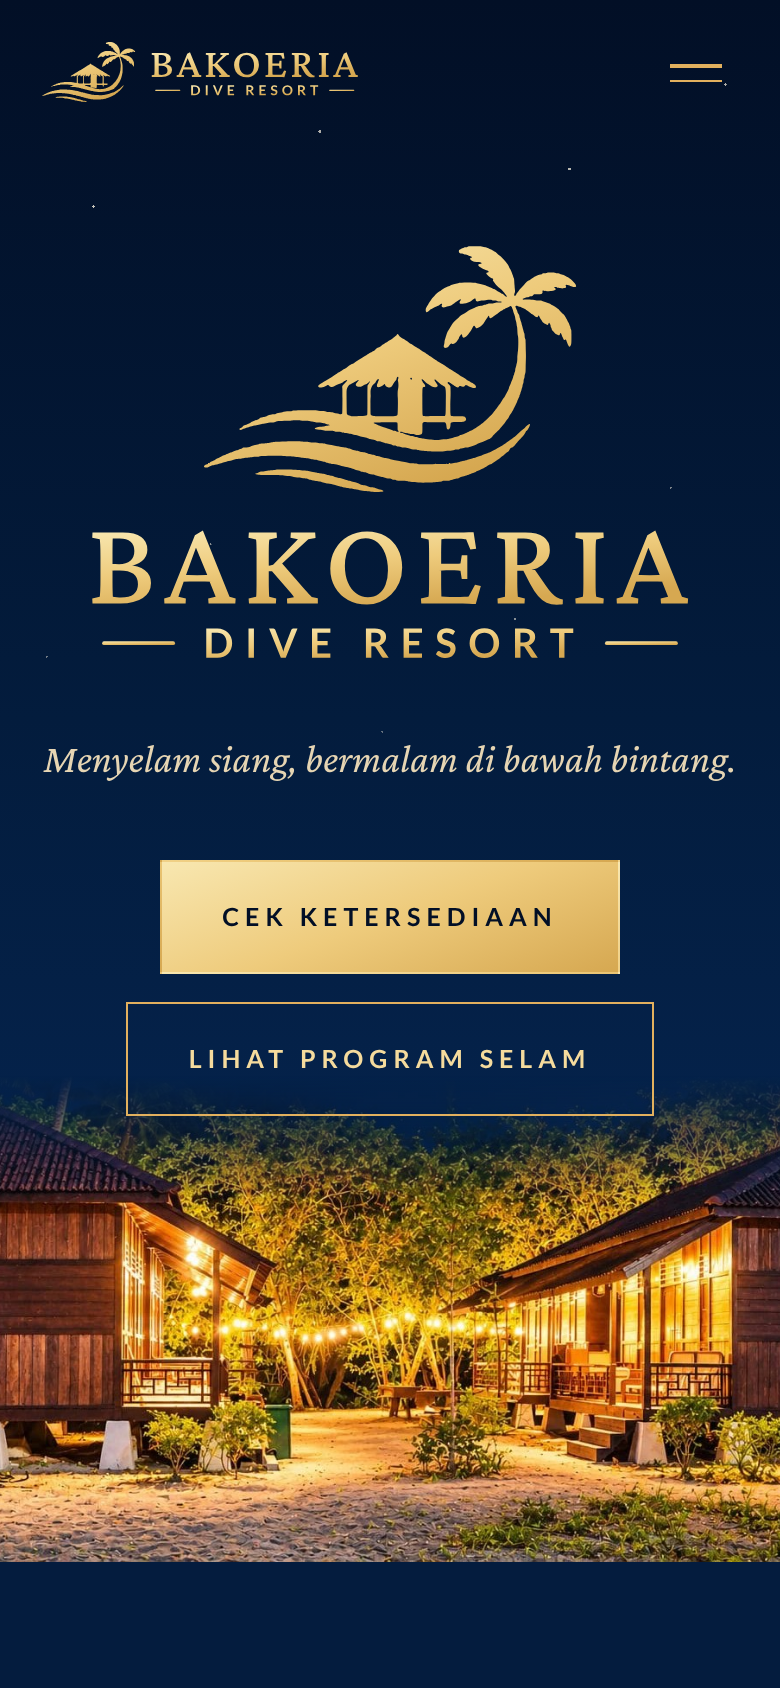 BAKOERIA
DIVE RESORT
BAKOERIA
DIVE RESORT
Menyelam siang, bermalam di bawah bintang.
CEK KETERSEDIAAN
LIHAT PROGRAM SELAM